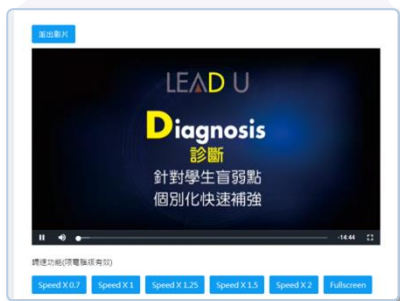 蓋出影片
LEAD U
Diagnosis
診斷
針對學生盲弱點
個別化快速補強
-14:44
調速功能(限電腦版有效)
Speed X 0.7
Speed X 1
Speed X 1.25
Speed X 1.5
Speed X 2
Fullscreen